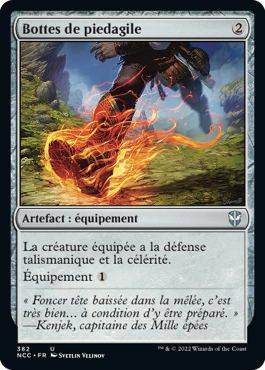 Bottes de piedagile 2
Artefact : équipement
La créature équipée a la défense
talismanique et la célérité.
Équipement 1
« Foncer tête baissée dans la mêlée, c'est
très bien... à condition d'y être préparé. »
—Kenjek, capitaine des Mille épées
382 U
NCC • FR Svetlin Velinov
™ & © 2022 Wizards of the Coast